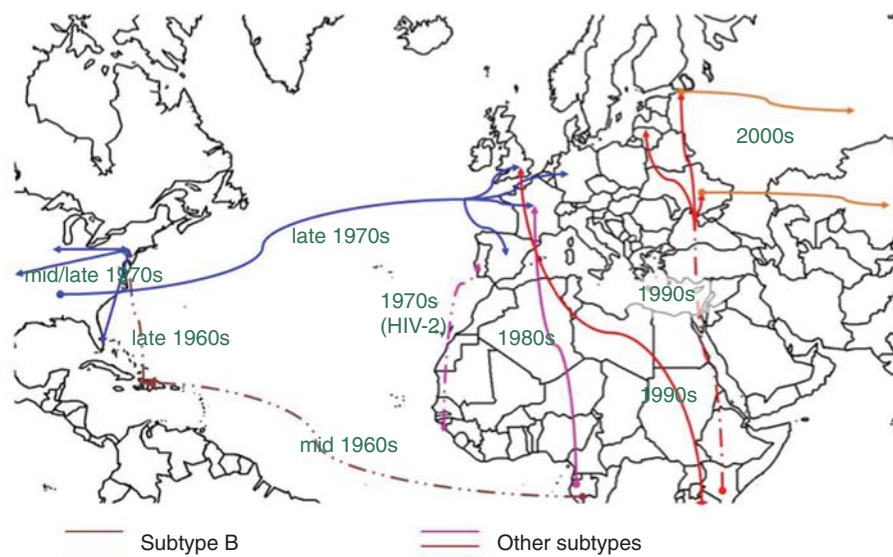 2000s
late 1970s
mid/late 1970s
1970s
(HIV-2)
1990s
late 1960s
1980s
1990s
mid 1960s
Subtype B
Other subtypes